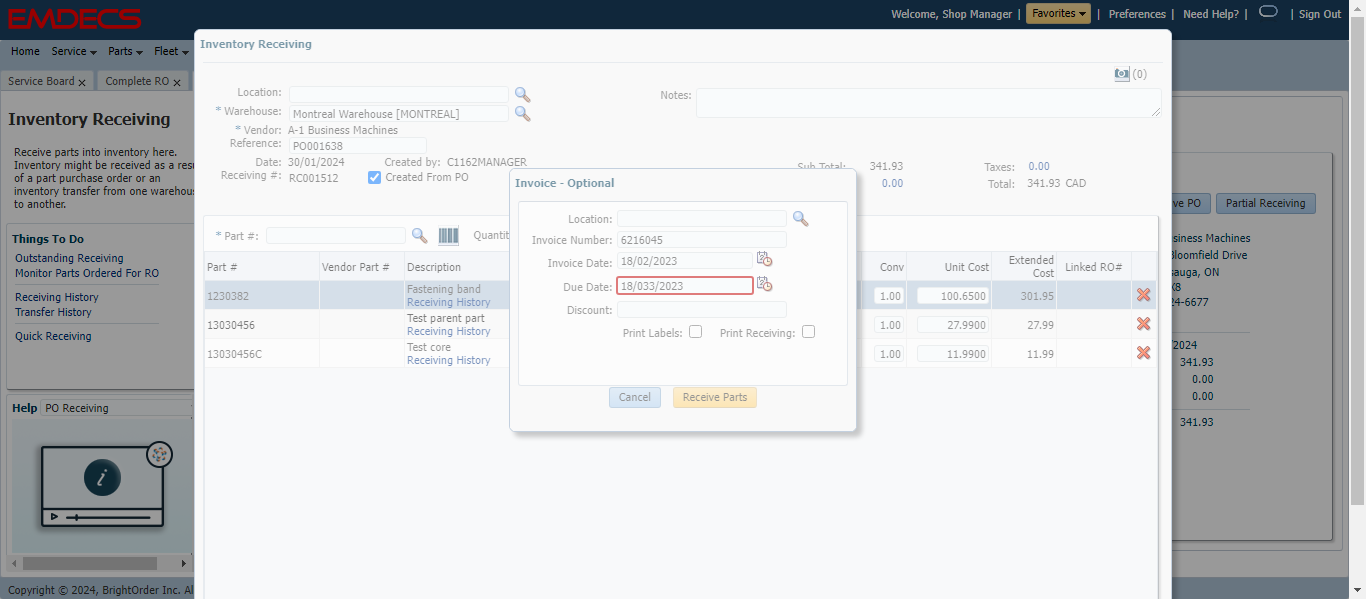 EMDECS
Welcome, Shop Manager | Favorites | Preferences | Need Help? | | Sign Out
Home Service Parts Fleet
Service Board x Complete RO x
Inventory Receiving
Receive parts into inventory here.
Inventory might be received as a resu
of a part purchase order or an
inventory transfer from one warehous
to another.
Things To Do
Outstanding Receiving
Monitor Parts Ordered For RO
Receiving History
Transfer History
Quick Receiving
Help PO Receiving
i
Copyright © 2024, BrightOrder Inc. Al
Inventory Receiving
(0)
Location:
* Warehouse: Montreal Warehouse [MONTREAL]
* Vendor: A-1 Business Machines
Reference: PO001638
Date: 30/01/2024 Created by: C1162MANAGER
Receiving #: RC001512 Created From PO
Notes:
Sub Total: 341.93 Taxes: 0.00
0.00 Total: 341.93 CAD
* Part #: Quantit
Part # Vendor Part # Description Conv Unit Cost Extended Cost Linked RO#
1230382 Fastening band 1.00 100.6500 301.95
Receiving History
13030456 Test parent part 1.00 27.9900 27.99
Receiving History
13030456C Test core 1.00 11.9900 11.99
Receiving History
Invoice - Optional
Location:
Invoice Number: 6216045
Invoice Date: 18/02/2023
Due Date: 18/033/2023
Discount:
Print Labels: Print Receiving:
Cancel Receive Parts
ve PO Partial Receiving
siness Machines
Bloomfield Drive
sauga, ON
X8
24-6677
/2024
341.93
0.00
0.00
341.93